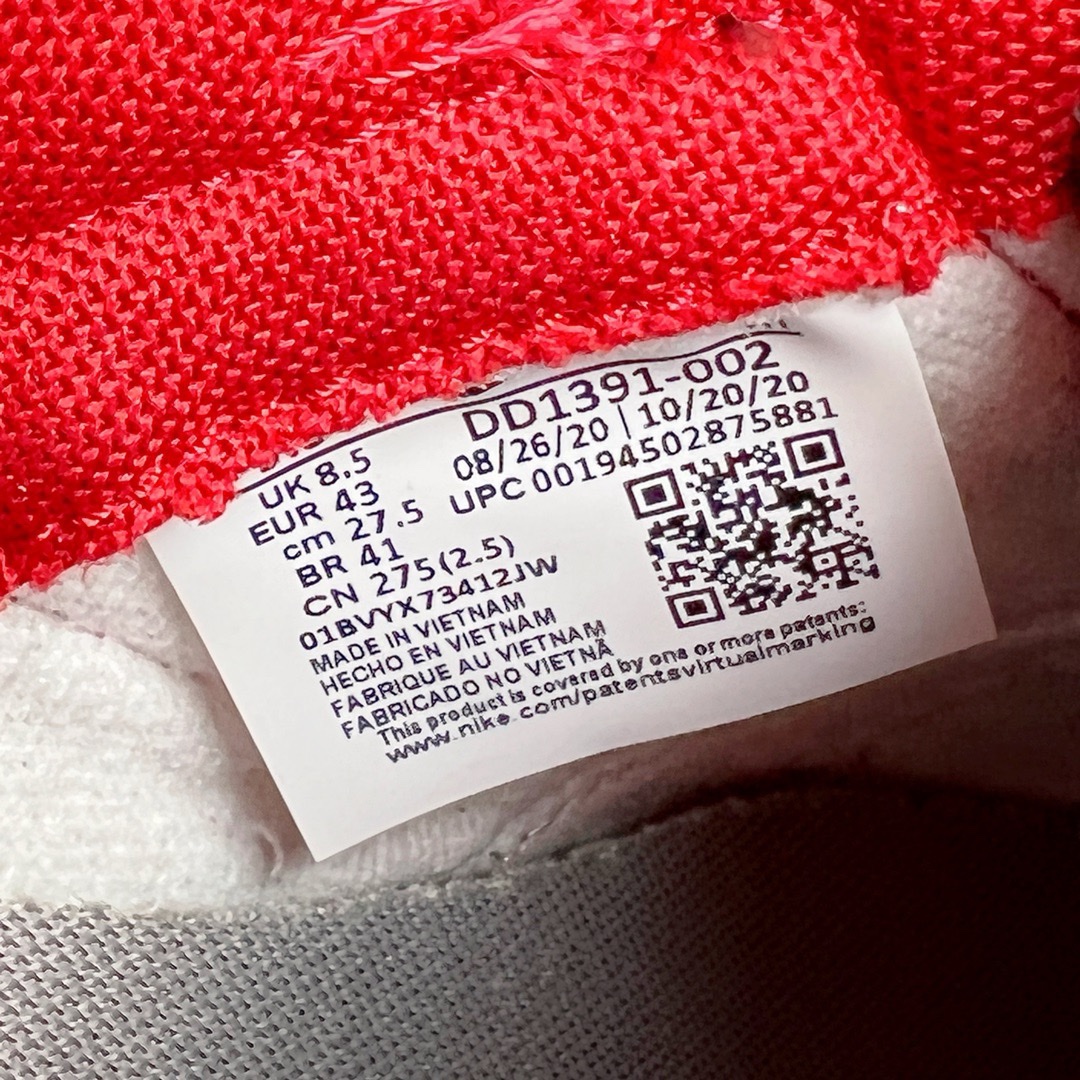 DD1391-002
08/26/20 | 10/20/20
UPC 00194502875881
UK 8.5
EUR 43
cm 27.5
BR 41
CN 275(2.5)
01BVYX73412JW
MADE IN VIETNAM
HECHO EN VIETNAM
FABRIQUE AU VIETNAM
FABRICADO NO VIETNÃ
This product is covered by one or more patents:
www.nike.com/patentsvirtualmarking